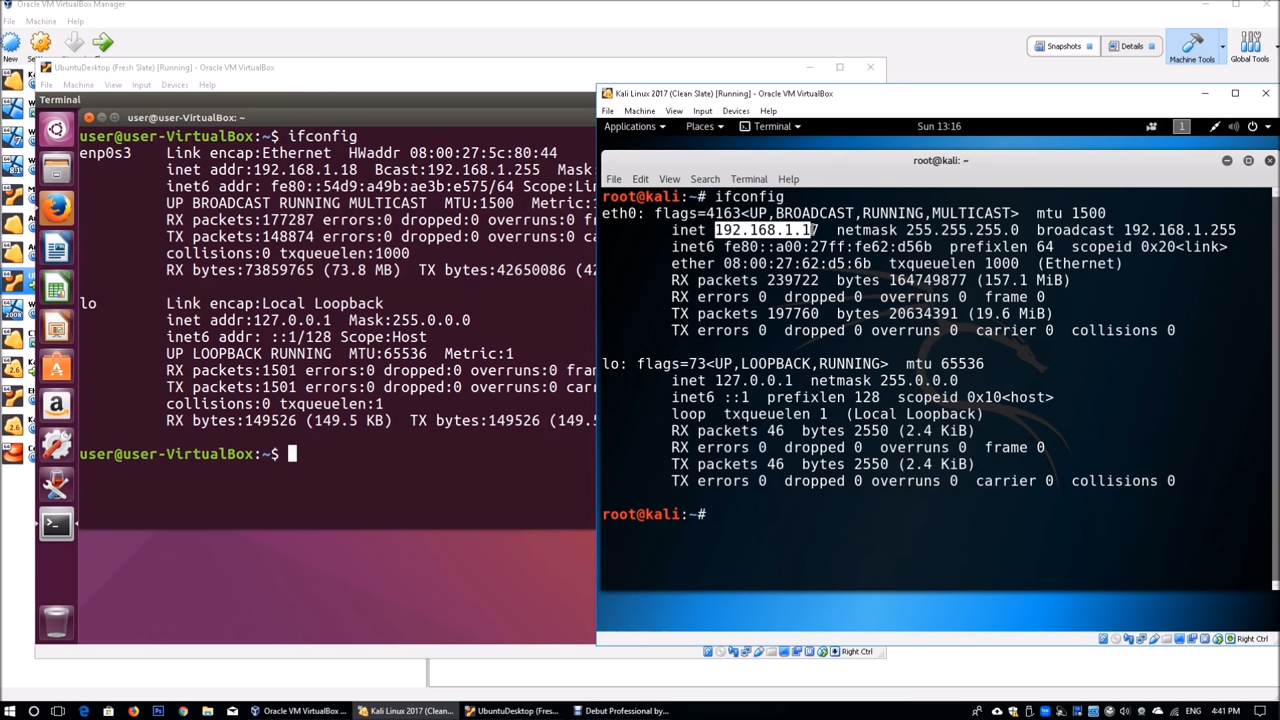 Oracle VM VirtualBox Manager
File Machine Help
New
Snapshots
Details
Machine Tools
Global Tools
UbuntuDesktop (Fresh Slate) [Running] - Oracle VM VirtualBox
File Machine View Input Devices Help
Terminal
user@user-VirtualBox: ~
user@user-VirtualBox:~$ ifconfig
enp0s3 Link encap:Ethernet HWaddr 08:00:27:5c:80:44
inet addr:192.168.1.18 Bcast:192.168.1.255 Mask:
inet6 addr: fe80::54d9:a49b:ae3b:e575/64 Scope:Lin
UP BROADCAST RUNNING MULTICAST MTU:1500 Metric:1
RX packets:177287 errors:0 dropped:0 overruns:0 f
TX packets:148874 errors:0 dropped:0 overruns:0 c
collisions:0 txqueuelen:1000
RX bytes:73859765 (73.8 MB) TX bytes:42650086 (42
lo Link encap:Local Loopback
inet addr:127.0.0.1 Mask:255.0.0.0
inet6 addr: ::1/128 Scope:Host
UP LOOPBACK RUNNING MTU:65536 Metric:1
RX packets:1501 errors:0 dropped:0 overruns:0 fra
TX packets:1501 errors:0 dropped:0 overruns:0 car
collisions:0 txqueuelen:1
RX bytes:149526 (149.5 KB) TX bytes:149526 (149.5
user@user-VirtualBox:~$
Right Ctrl
Kali Linux 2017 (Clean Slate) [Running] - Oracle VM VirtualBox
File Machine View Input Devices Help
Applications Places Terminal Sun 13:16 1
root@kali: ~
File Edit View Search Terminal Help
root@kali:~# ifconfig
eth0: flags=4163<UP,BROADCAST,RUNNING,MULTICAST> mtu 1500
inet 192.168.1.17 netmask 255.255.255.0 broadcast 192.168.1.255
inet6 fe80::a00:27ff:fe62:d56b prefixlen 64 scopeid 0x20<link>
ether 08:00:27:62:d5:6b txqueuelen 1000 (Ethernet)
RX packets 239722 bytes 164749877 (157.1 MiB)
RX errors 0 dropped 0 overruns 0 frame 0
TX packets 197760 bytes 20634391 (19.6 MiB)
TX errors 0 dropped 0 overruns 0 carrier 0 collisions 0
lo: flags=73<UP,LOOPBACK,RUNNING> mtu 65536
inet 127.0.0.1 netmask 255.0.0.0
inet6 ::1 prefixlen 128 scopeid 0x10<host>
loop txqueuelen 1 (Local Loopback)
RX packets 46 bytes 2550 (2.4 KiB)
RX errors 0 dropped 0 overruns 0 frame 0
TX packets 46 bytes 2550 (2.4 KiB)
TX errors 0 dropped 0 overruns 0 carrier 0 collisions 0
root@kali:~#
Right Ctrl
Oracle VM VirtualBox ...
Kali Linux 2017 (Clean...
UbuntuDesktop (Fres...
Debut Professional by...
ENG 4:41 PM